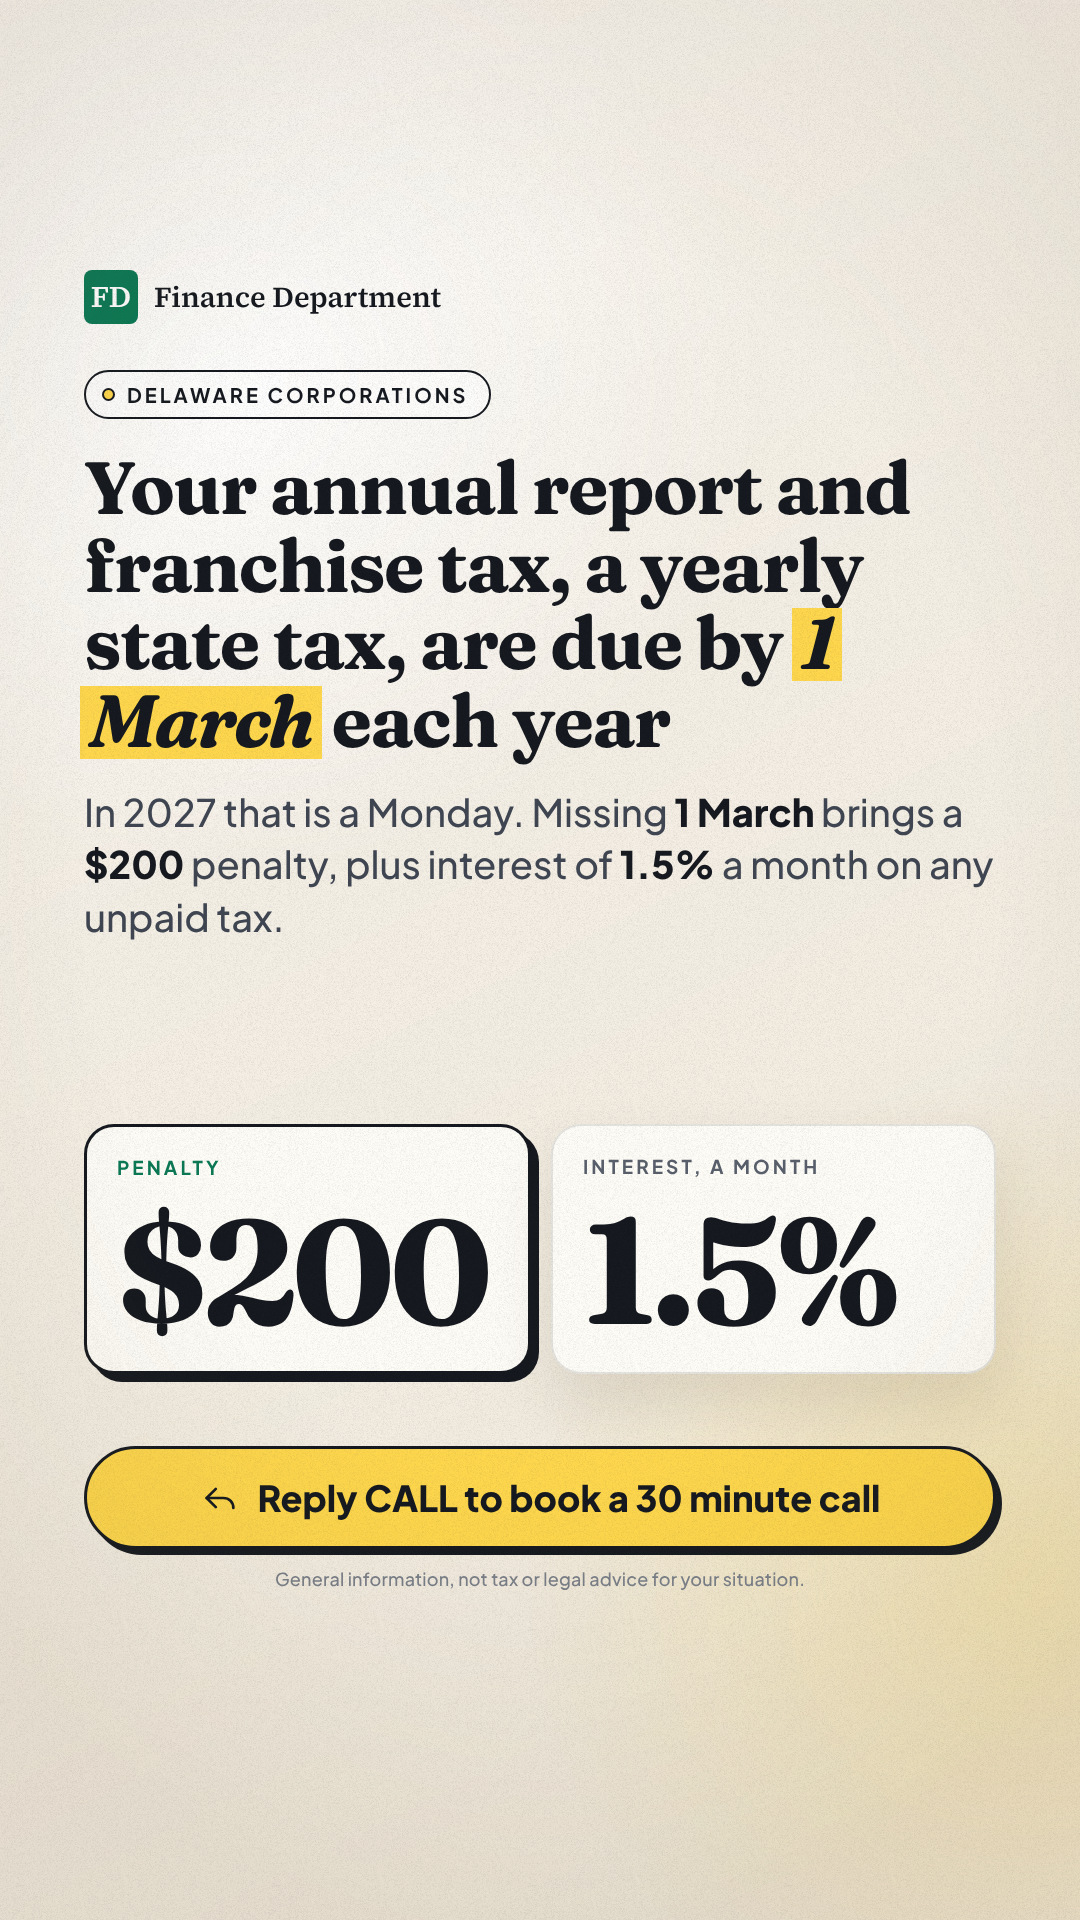 FD Finance Department
DELAWARE CORPORATIONS
Your annual report and
franchise tax, a yearly
state tax, are due by 1
March each year
In 2027 that is a Monday. Missing 1 March brings a
$200 penalty, plus interest of 1.5% a month on any
unpaid tax.
PENALTY
$200
INTEREST, A MONTH
1.5%
Reply CALL to book a 30 minute call
General information, not tax or legal advice for your situation.